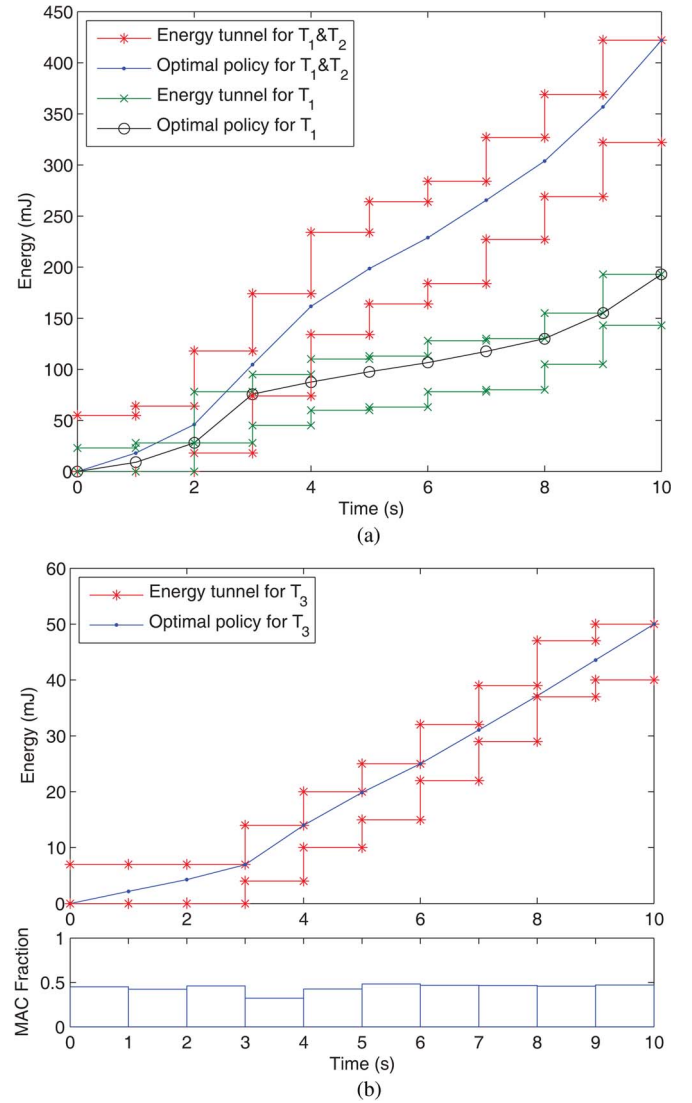 450
400
350
300
250
200
150
100
50
0
Energy (mJ)
Energy tunnel for T1&T2
Optimal policy for T1&T2
Energy tunnel for T1
Optimal policy for T1
0 2 4 6 8 10
Time (s)
(a)
60
50
40
30
20
10
0
Energy (mJ)
Energy tunnel for T3
Optimal policy for T3
0 2 4 6 8 10
1
0.5
0
MAC Fraction
0 1 2 3 4 5 6 7 8 9 10
Time (s)
(b)